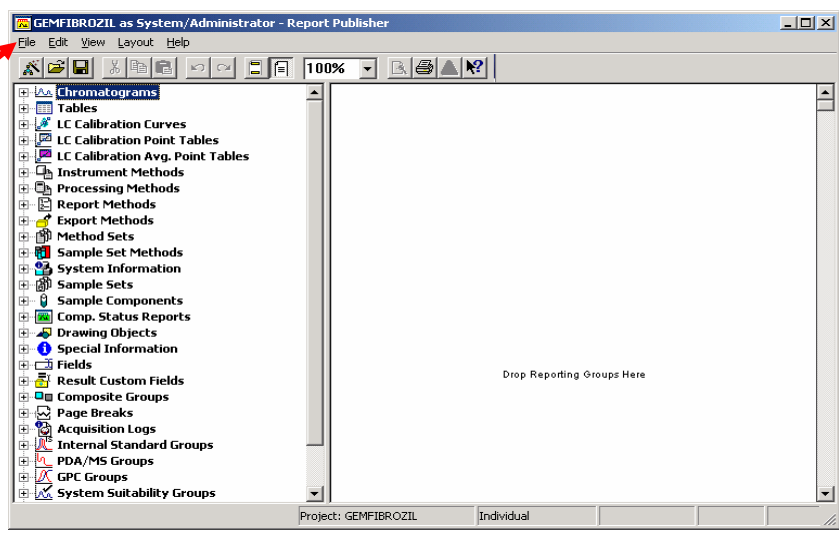 GEMFIBROZIL as System/Administrator - Report Publisher
File Edit View Layout Help
100%
Chromatograms
Tables
LC Calibration Curves
LC Calibration Point Tables
LC Calibration Avg. Point Tables
Instrument Methods
Processing Methods
Report Methods
Export Methods
Method Sets
Sample Set Methods
System Information
Sample Sets
Sample Components
Comp. Status Reports
Drawing Objects
Special Information
Fields
Result Custom Fields
Composite Groups
Page Breaks
Acquisition Logs
Internal Standard Groups
PDA/MS Groups
GPC Groups
System Suitability Groups
Drop Reporting Groups Here
Project: GEMFIBROZIL Individual